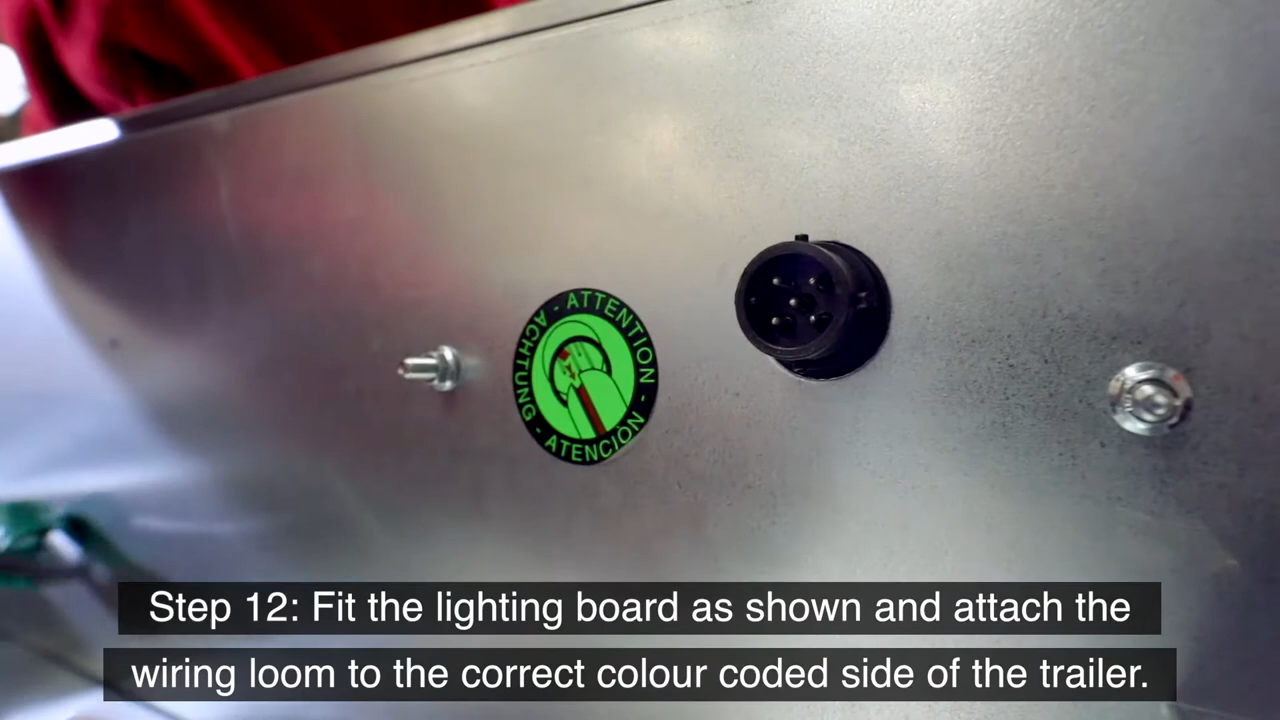 ATTENTION - ATENCIÓN - ACHTUNG -
Step 12: Fit the lighting board as shown and attach the
wiring loom to the correct colour coded side of the trailer.